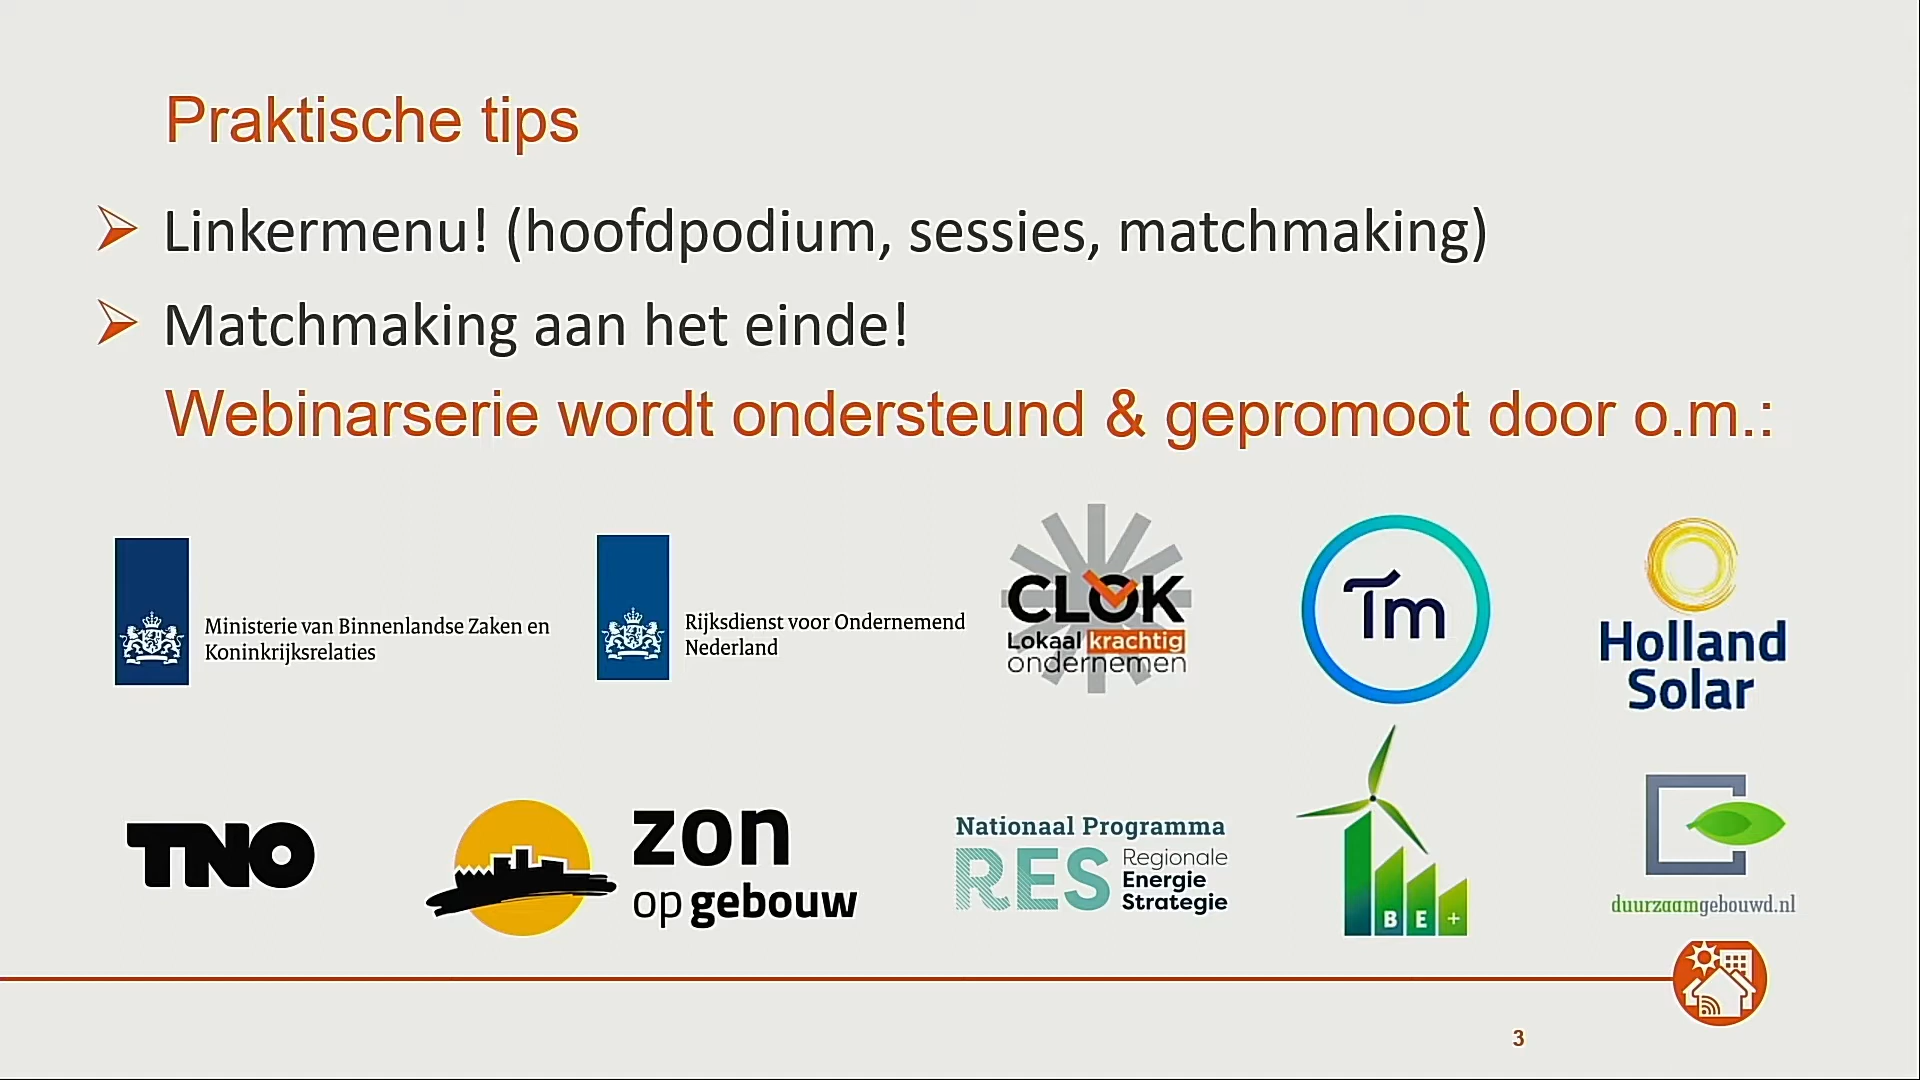 Praktische tips
Linkermenu! (hoofdpodium, sessies, matchmaking)
Matchmaking aan het einde!
Webinarserie wordt ondersteund & gepromoot door o.m.:
Ministerie van Binnenlandse Zaken en
Koninkrijksrelaties
Rijksdienst voor Ondernemend
Nederland
CLOK
Lokaal krachtig
ondernemen
Tm
Holland
Solar
TNO
zon
op gebouw
Nationaal Programma
RES
Regionale
Energie
Strategie
BE+
duurzaamgebouwd.nl
3